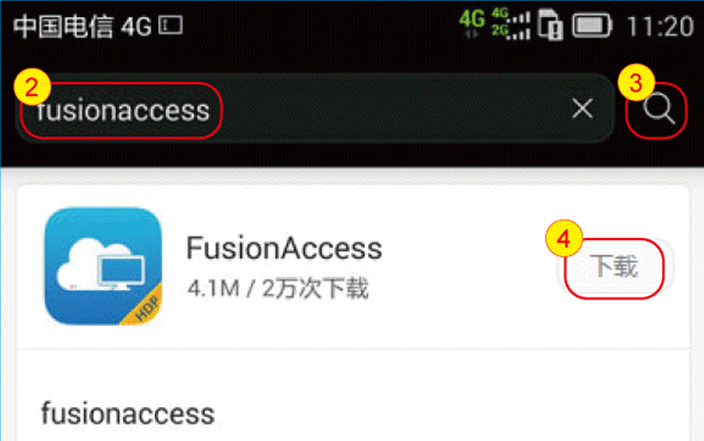 中国电信 4G 4G 4G 2G 11:20
2 3
fusionaccess
FusionAccess
4 下载
4.1M / 2万次下载
HDP
fusionaccess